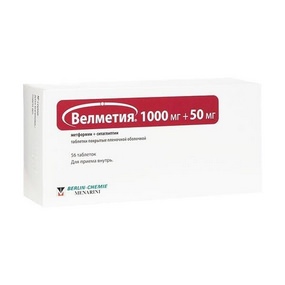 Велметия® 1000 мг + 50 мг
метформин + ситаглиптин
таблетки покрытые пленочной оболочкой
56 таблеток
Для приема внутрь.
BERLIN-CHEMIE
MENARINI